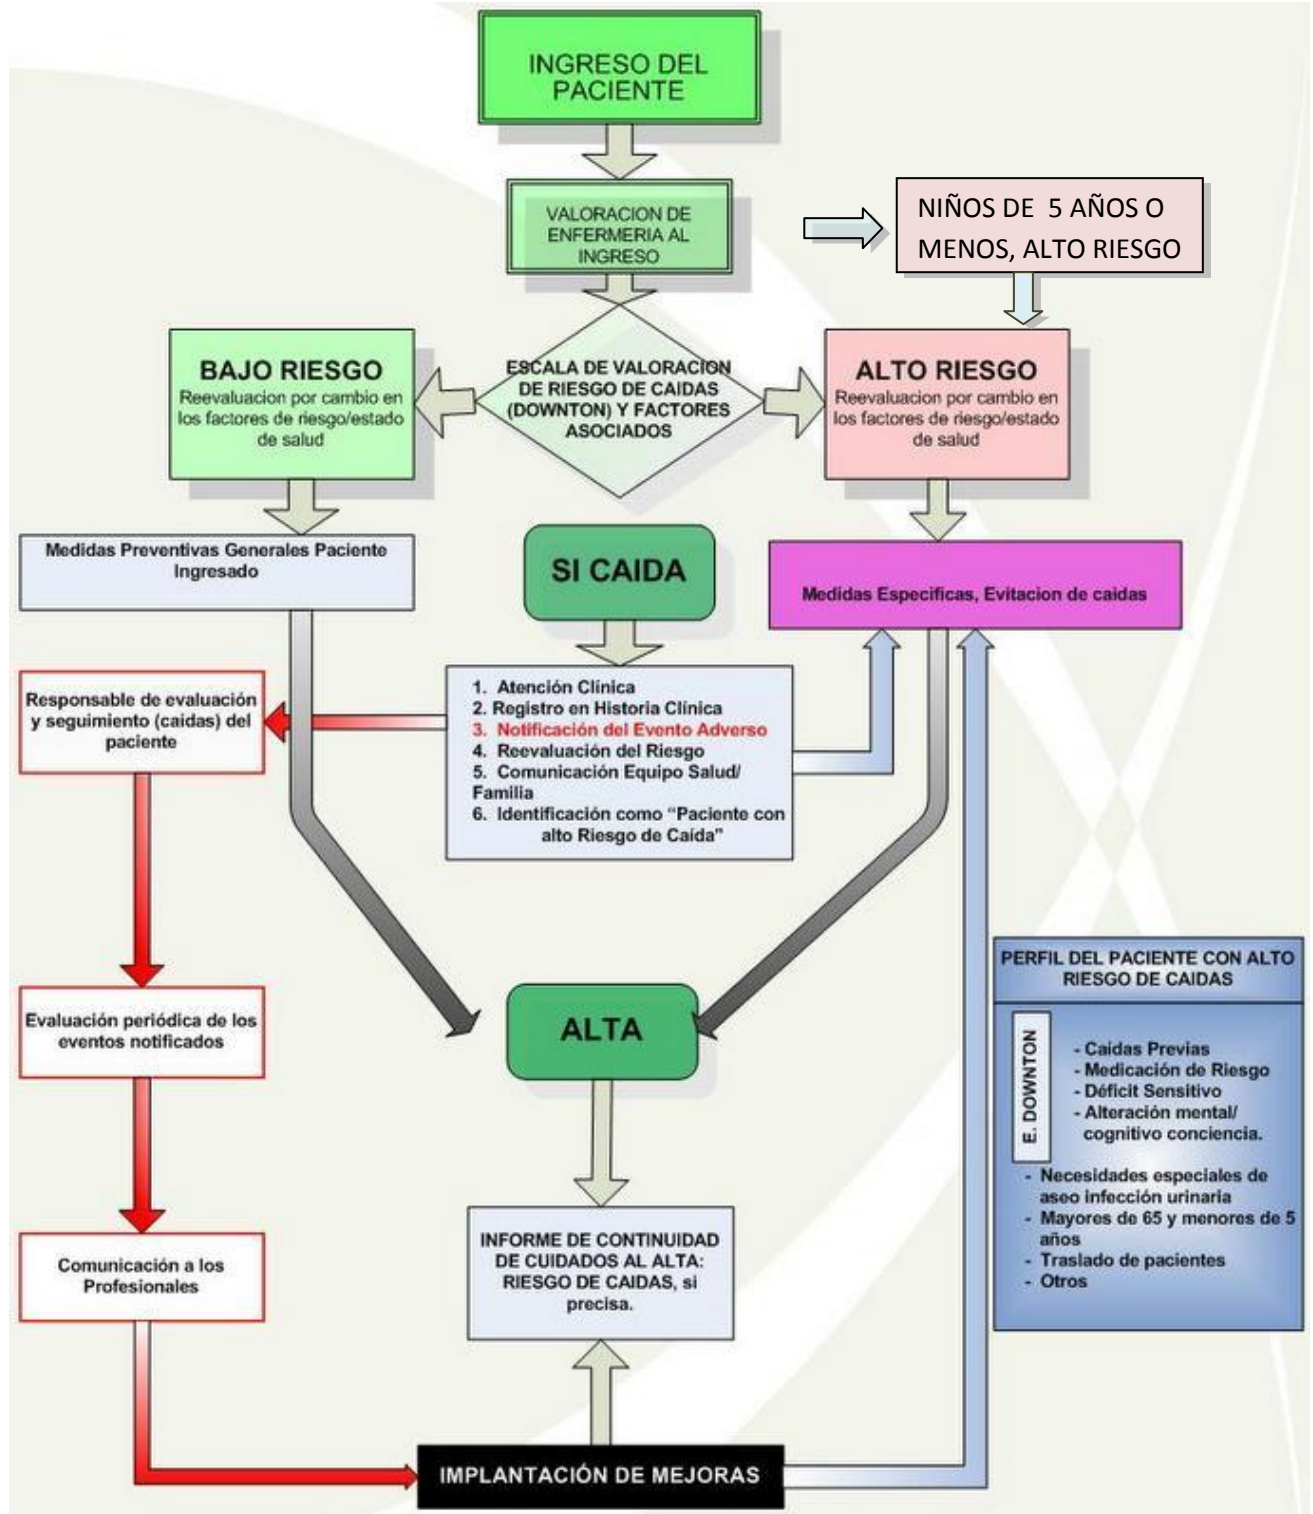 INGRESO DEL
PACIENTE
VALORACION DE
ENFERMERIA AL
INGRESO
NIÑOS DE 5 AÑOS O
MENOS, ALTO RIESGO
BAJO RIESGO
Reevaluacion por cambio en
los factores de riesgo/estado
de salud
ESCALA DE VALORACION
DE RIESGO DE CAIDAS
(DOWNTON) Y FACTORES
ASOCIADOS
ALTO RIESGO
Reevaluacion por cambio en
los factores de riesgo/estado
de salud
Medidas Preventivas Generales Paciente
Ingresado
SI CAIDA
Medidas Especificas, Evitacion de caidas
Responsable de evaluación
y seguimiento (caidas) del
paciente
1. Atención Clínica
2. Registro en Historia Clínica
3. Notificación del Evento Adverso
4. Reevaluación del Riesgo
5. Comunicación Equipo Salud/
Familia
6. Identificación como “Paciente con
alto Riesgo de Caída”
Evaluación periódica de los
eventos notificados
ALTA
PERFIL DEL PACIENTE CON ALTO
RIESGO DE CAIDAS
E. DOWNTON
- Caidas Previas
- Medicación de Riesgo
- Déficit Sensitivo
- Alteración mental/
cognitivo conciencia.
- Necesidades especiales de
aseo infección urinaria
- Mayores de 65 y menores de 5
años
- Traslado de pacientes
- Otros
Comunicación a los
Profesionales
INFORME DE CONTINUIDAD
DE CUIDADOS AL ALTA:
RIESGO DE CAIDAS, si
precisa.
IMPLANTACIÓN DE MEJORAS